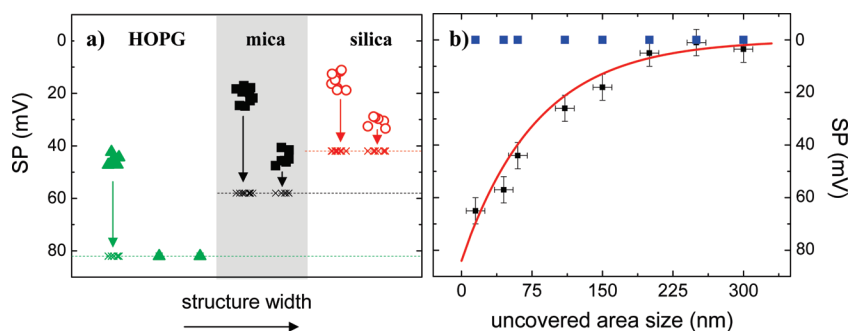 a) HOPG mica silica
0
20
40
60
80
SP (mV)
structure width
b)
0
20
40
60
80
SP (mV)
0 75 150 225 300
uncovered area size (nm)